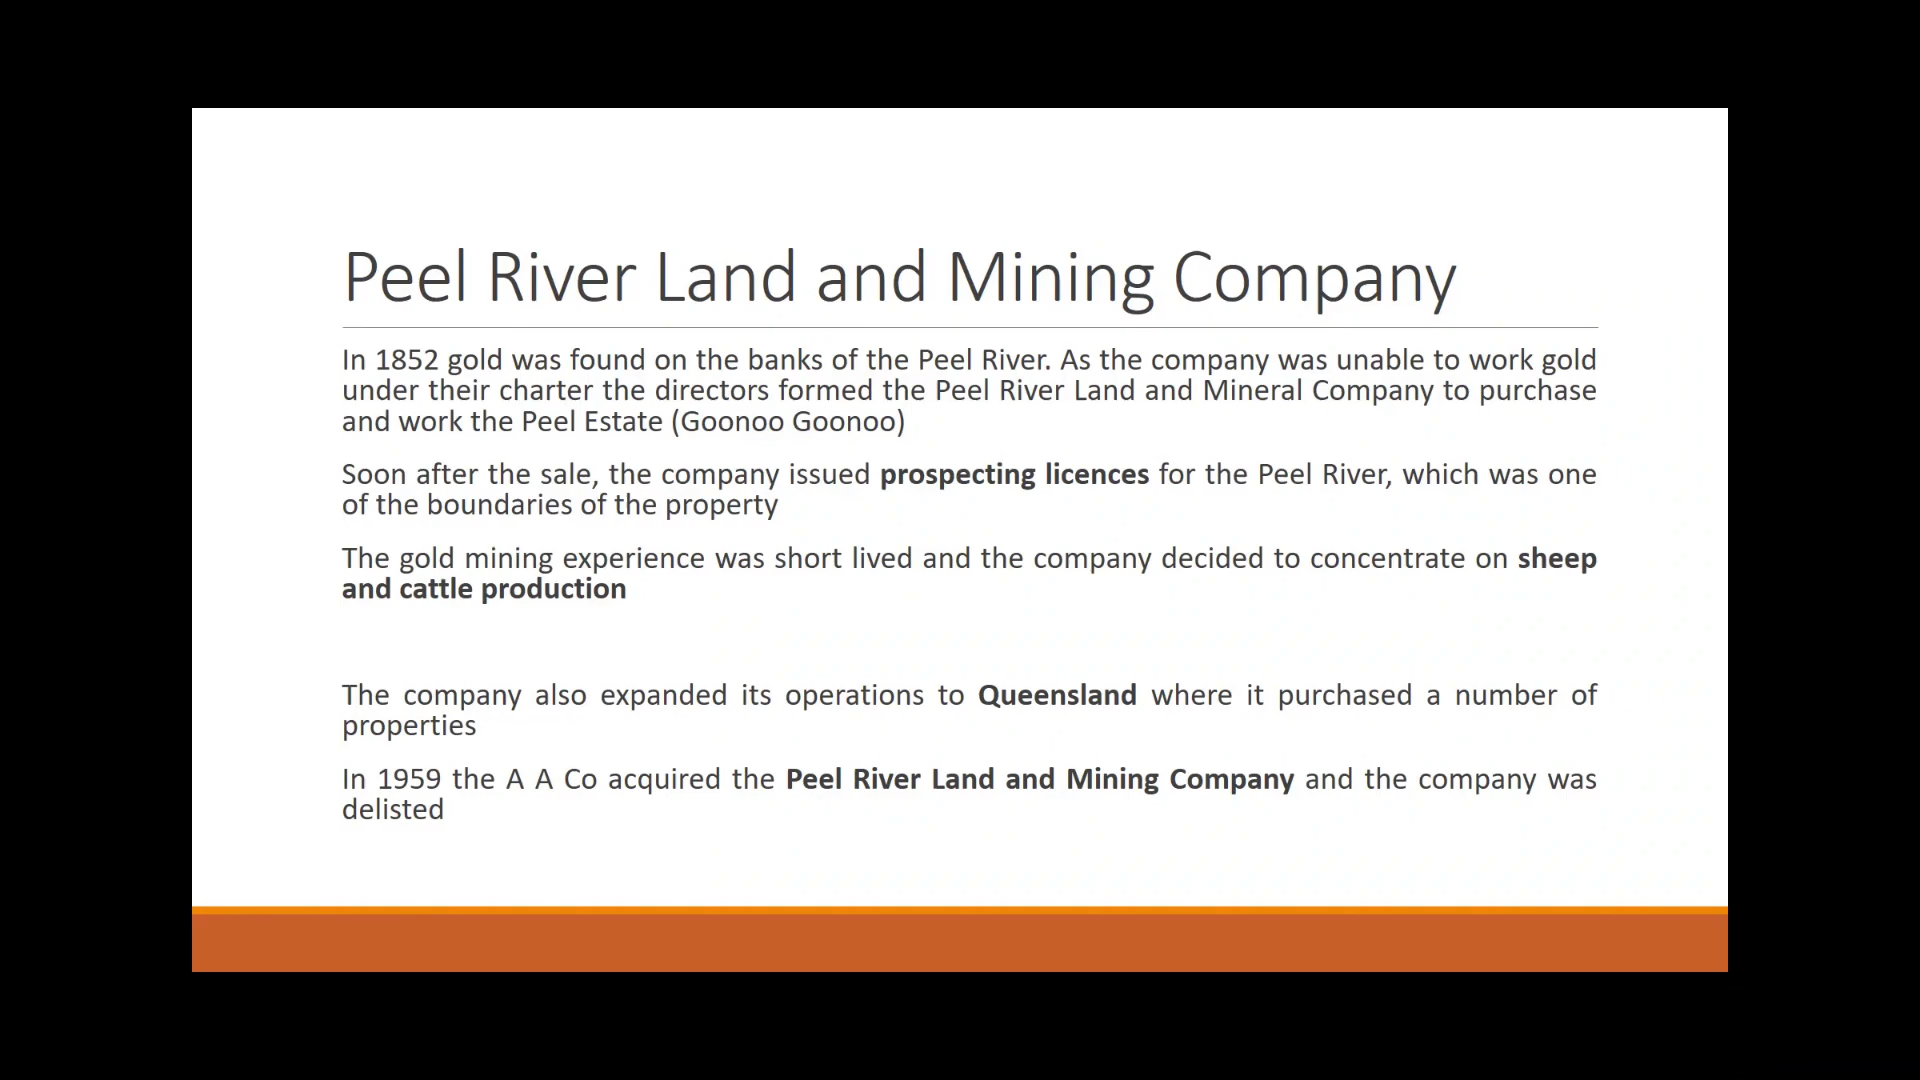 Peel River Land and Mining Company
In 1852 gold was found on the banks of the Peel River. As the company was unable to work gold
under their charter the directors formed the Peel River Land and Mineral Company to purchase
and work the Peel Estate (Goonoo Goonoo)
Soon after the sale, the company issued prospecting licences for the Peel River, which was one
of the boundaries of the property
The gold mining experience was short lived and the company decided to concentrate on sheep
and cattle production
The company also expanded its operations to Queensland where it purchased a number of
properties
In 1959 the A A Co acquired the Peel River Land and Mining Company and the company was
delisted